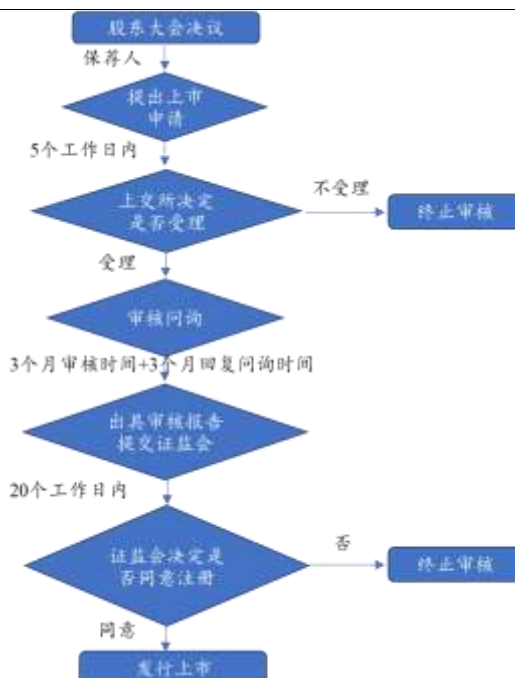 股东大会决议
保荐人
提出上市
申请
5个工作日内
上交所决定
是否受理
不受理
终止审核
受理
审核问询
3个月审核时间+3个月回复问询时间
出具审核报告
提交证监会
20个工作日内
证监会决定是
否同意注册
否
终止审核
同意
发行上市